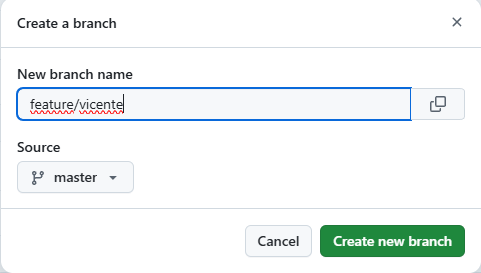 Create a branch
New branch name
feature/vicente
Source
master
Cancel
Create new branch